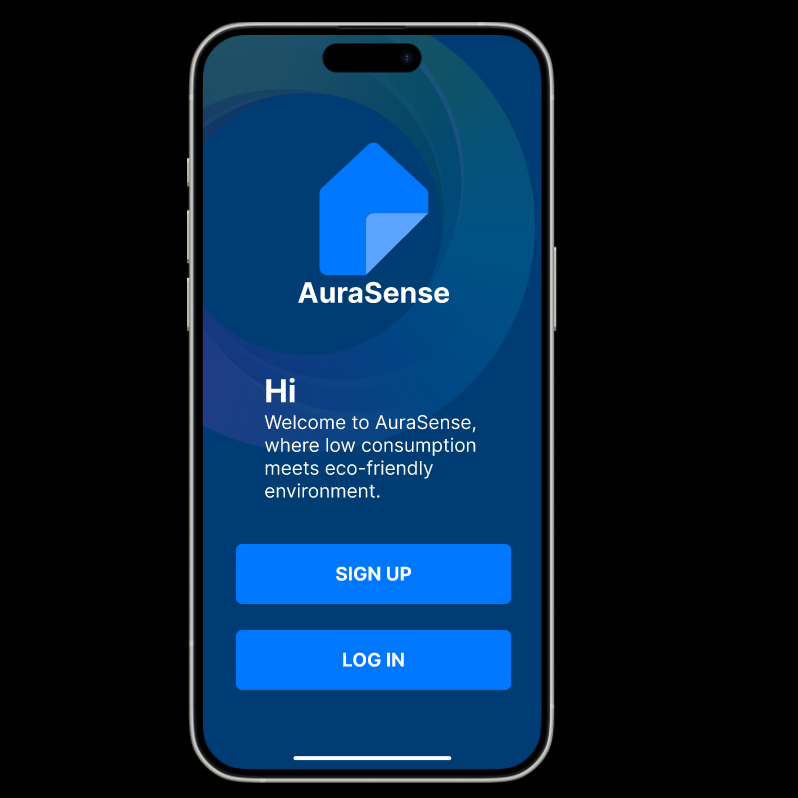 AuraSense
Hi
Welcome to AuraSense,
where low consumption
meets eco-friendly
environment.
SIGN UP
LOG IN